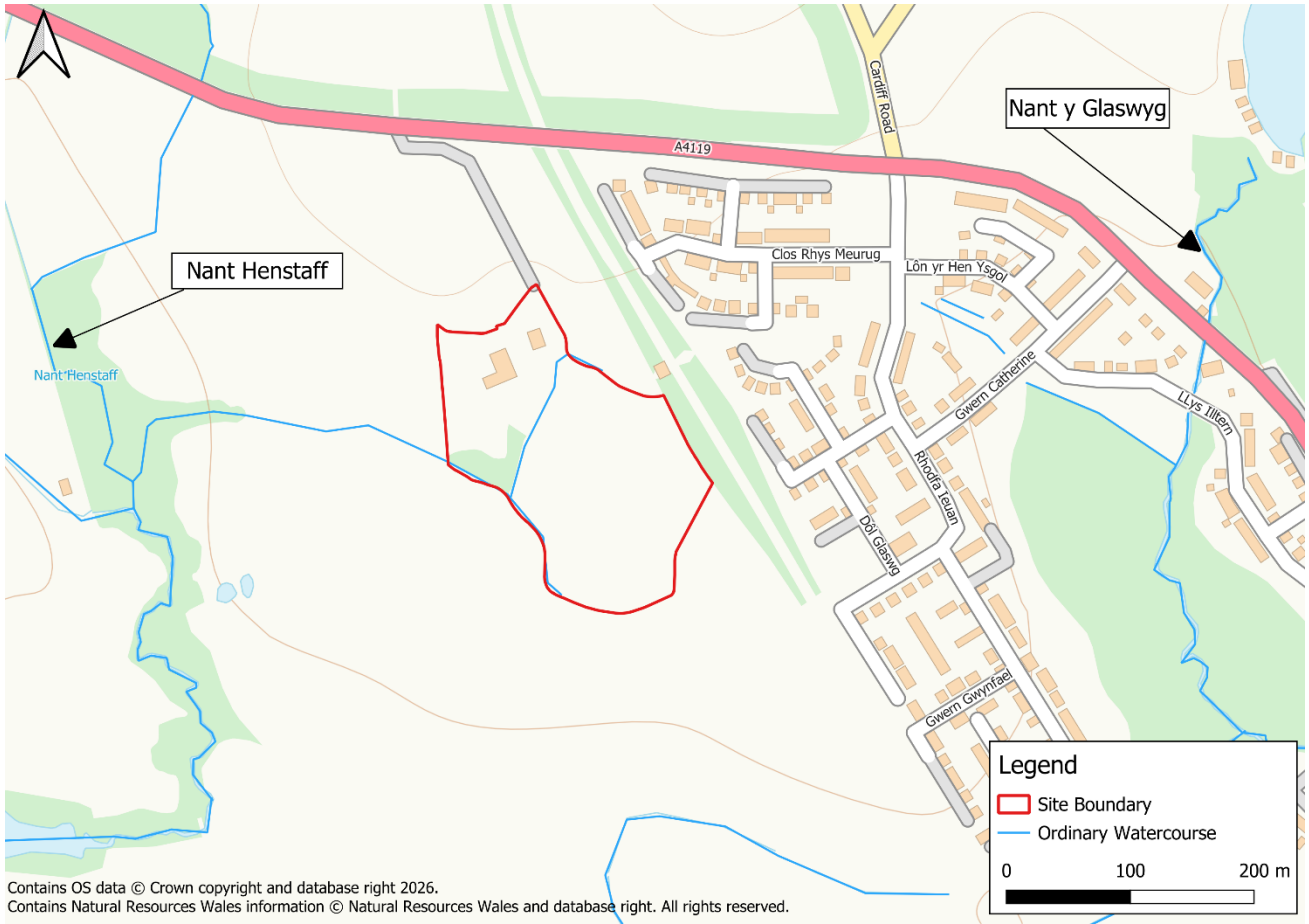 A4119
Cardiff Road
Nant y Glaswyg
Nant Henstaff
Nant Henstaff
Clos Rhys Meurug
Lôn yr Hen Ysgol
Gwern Catherine
LLys Illtern
Rhodfa Ieuan
Dôl Glaswg
Gwern Gwynfael
Legend
Site Boundary
Ordinary Watercourse
0 100 200 m
Contains OS data © Crown copyright and database right 2026.
Contains Natural Resources Wales information © Natural Resources Wales and database right. All rights reserved.